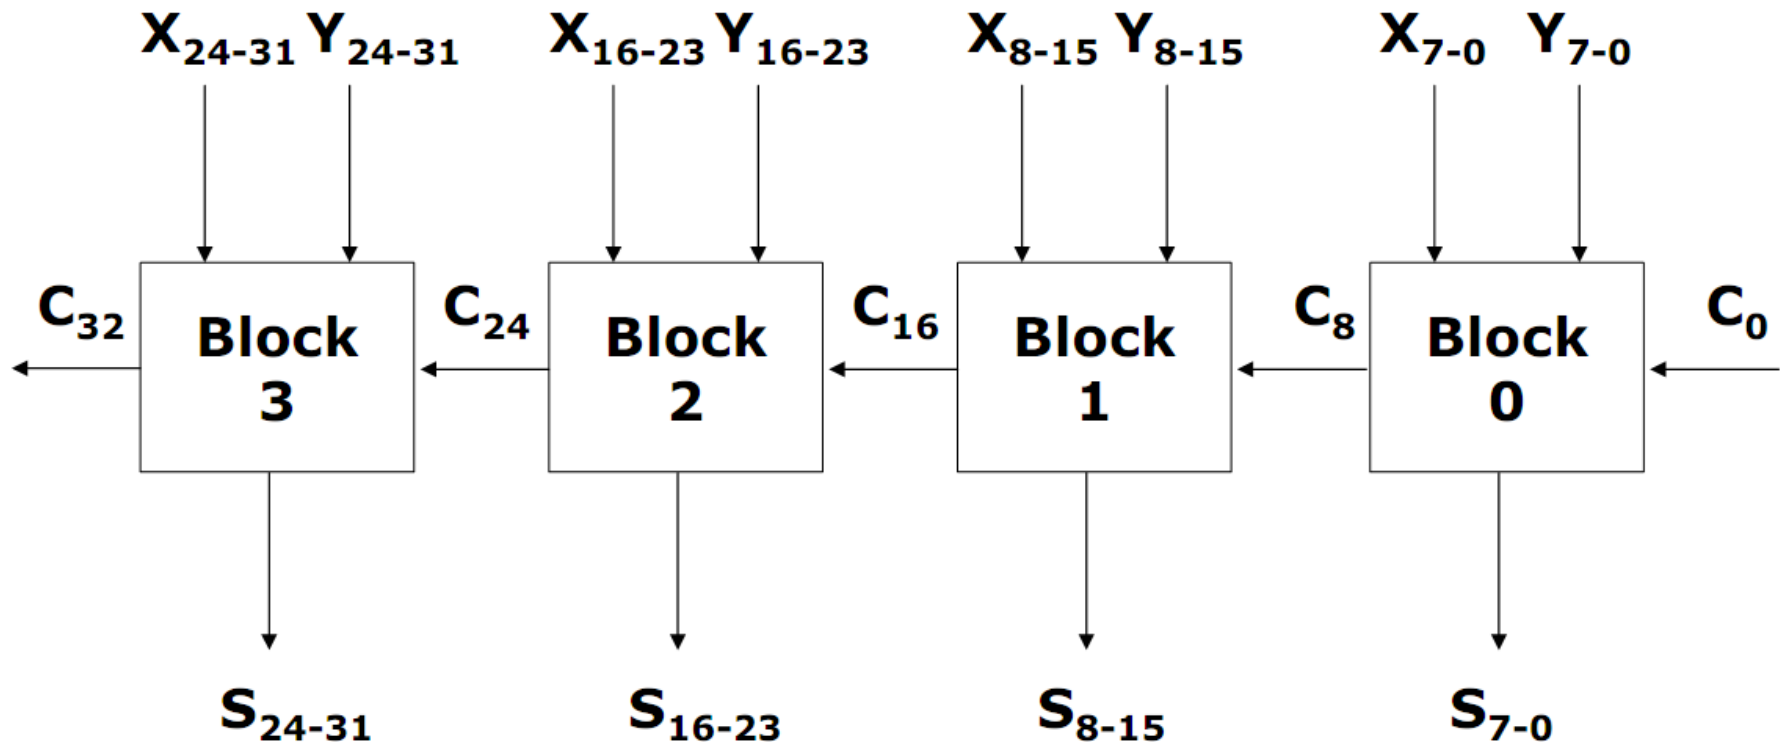 X24-31 Y24-31 X16-23 Y16-23 X8-15 Y8-15 X7-0 Y7-0
C32 Block 3 C24 Block 2 C16 Block 1 C8 Block 0 C0
S24-31 S16-23 S8-15 S7-0